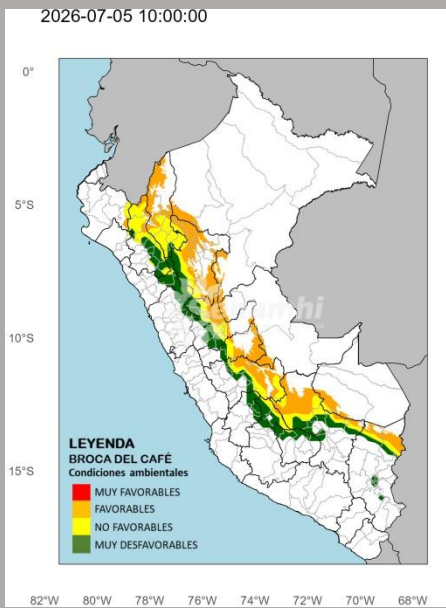 2026-07-05 10:00:00
0°
5°S
10°S
15°S
senamhi
LEYENDA
BROCA DEL CAFÉ
Condiciones ambientales
MUY FAVORABLES
FAVORABLES
NO FAVORABLES
MUY DESFAVORABLES
82°W 80°W 78°W 76°W 74°W 72°W 70°W 68°W